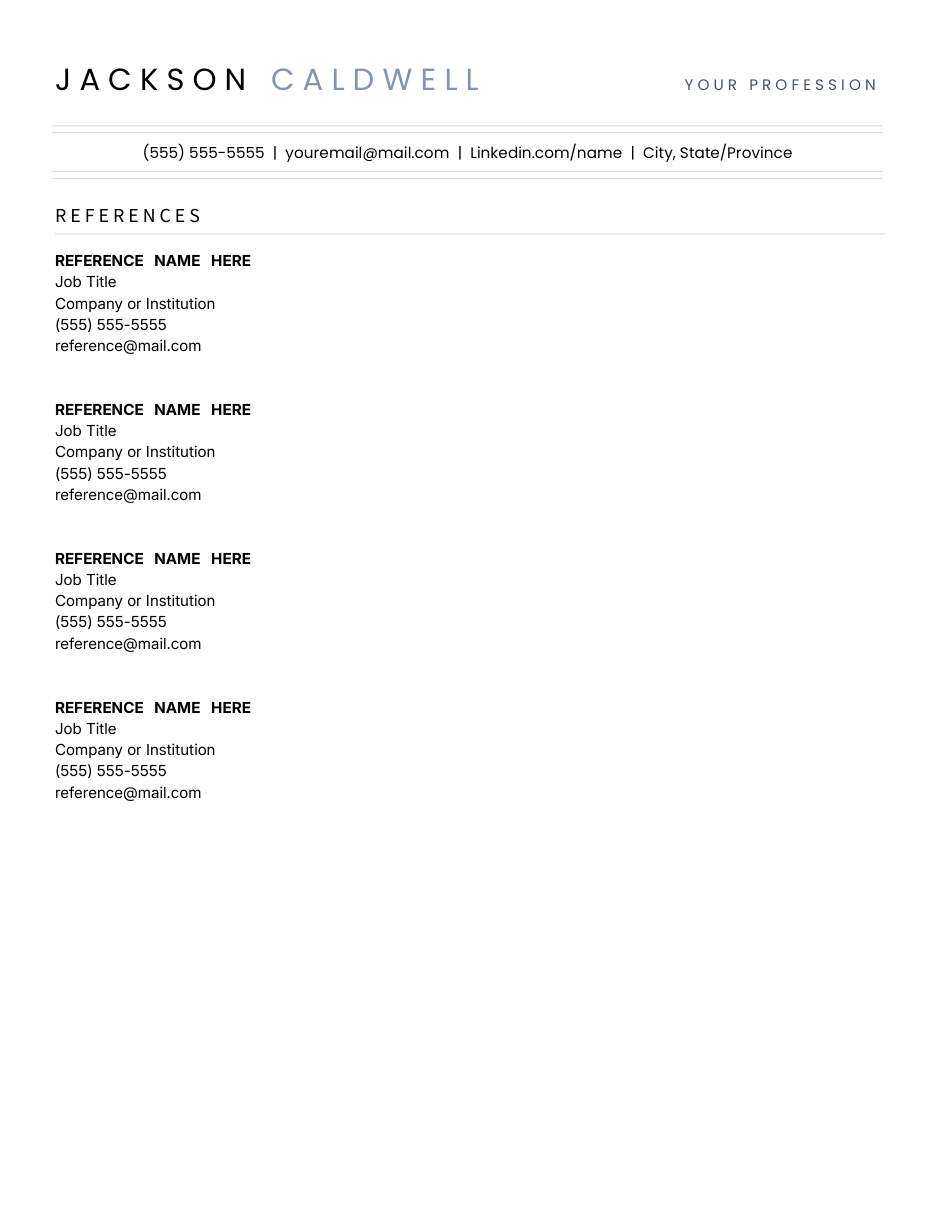 JACKSON CALDWELL YOUR PROFESSION
(555) 555-5555 | youremail@mail.com | Linkedin.com/name | City, State/Province
REFERENCES
REFERENCE NAME HERE
Job Title
Company or Institution
(555) 555-5555
reference@mail.com
REFERENCE NAME HERE
Job Title
Company or Institution
(555) 555-5555
reference@mail.com
REFERENCE NAME HERE
Job Title
Company or Institution
(555) 555-5555
reference@mail.com
REFERENCE NAME HERE
Job Title
Company or Institution
(555) 555-5555
reference@mail.com